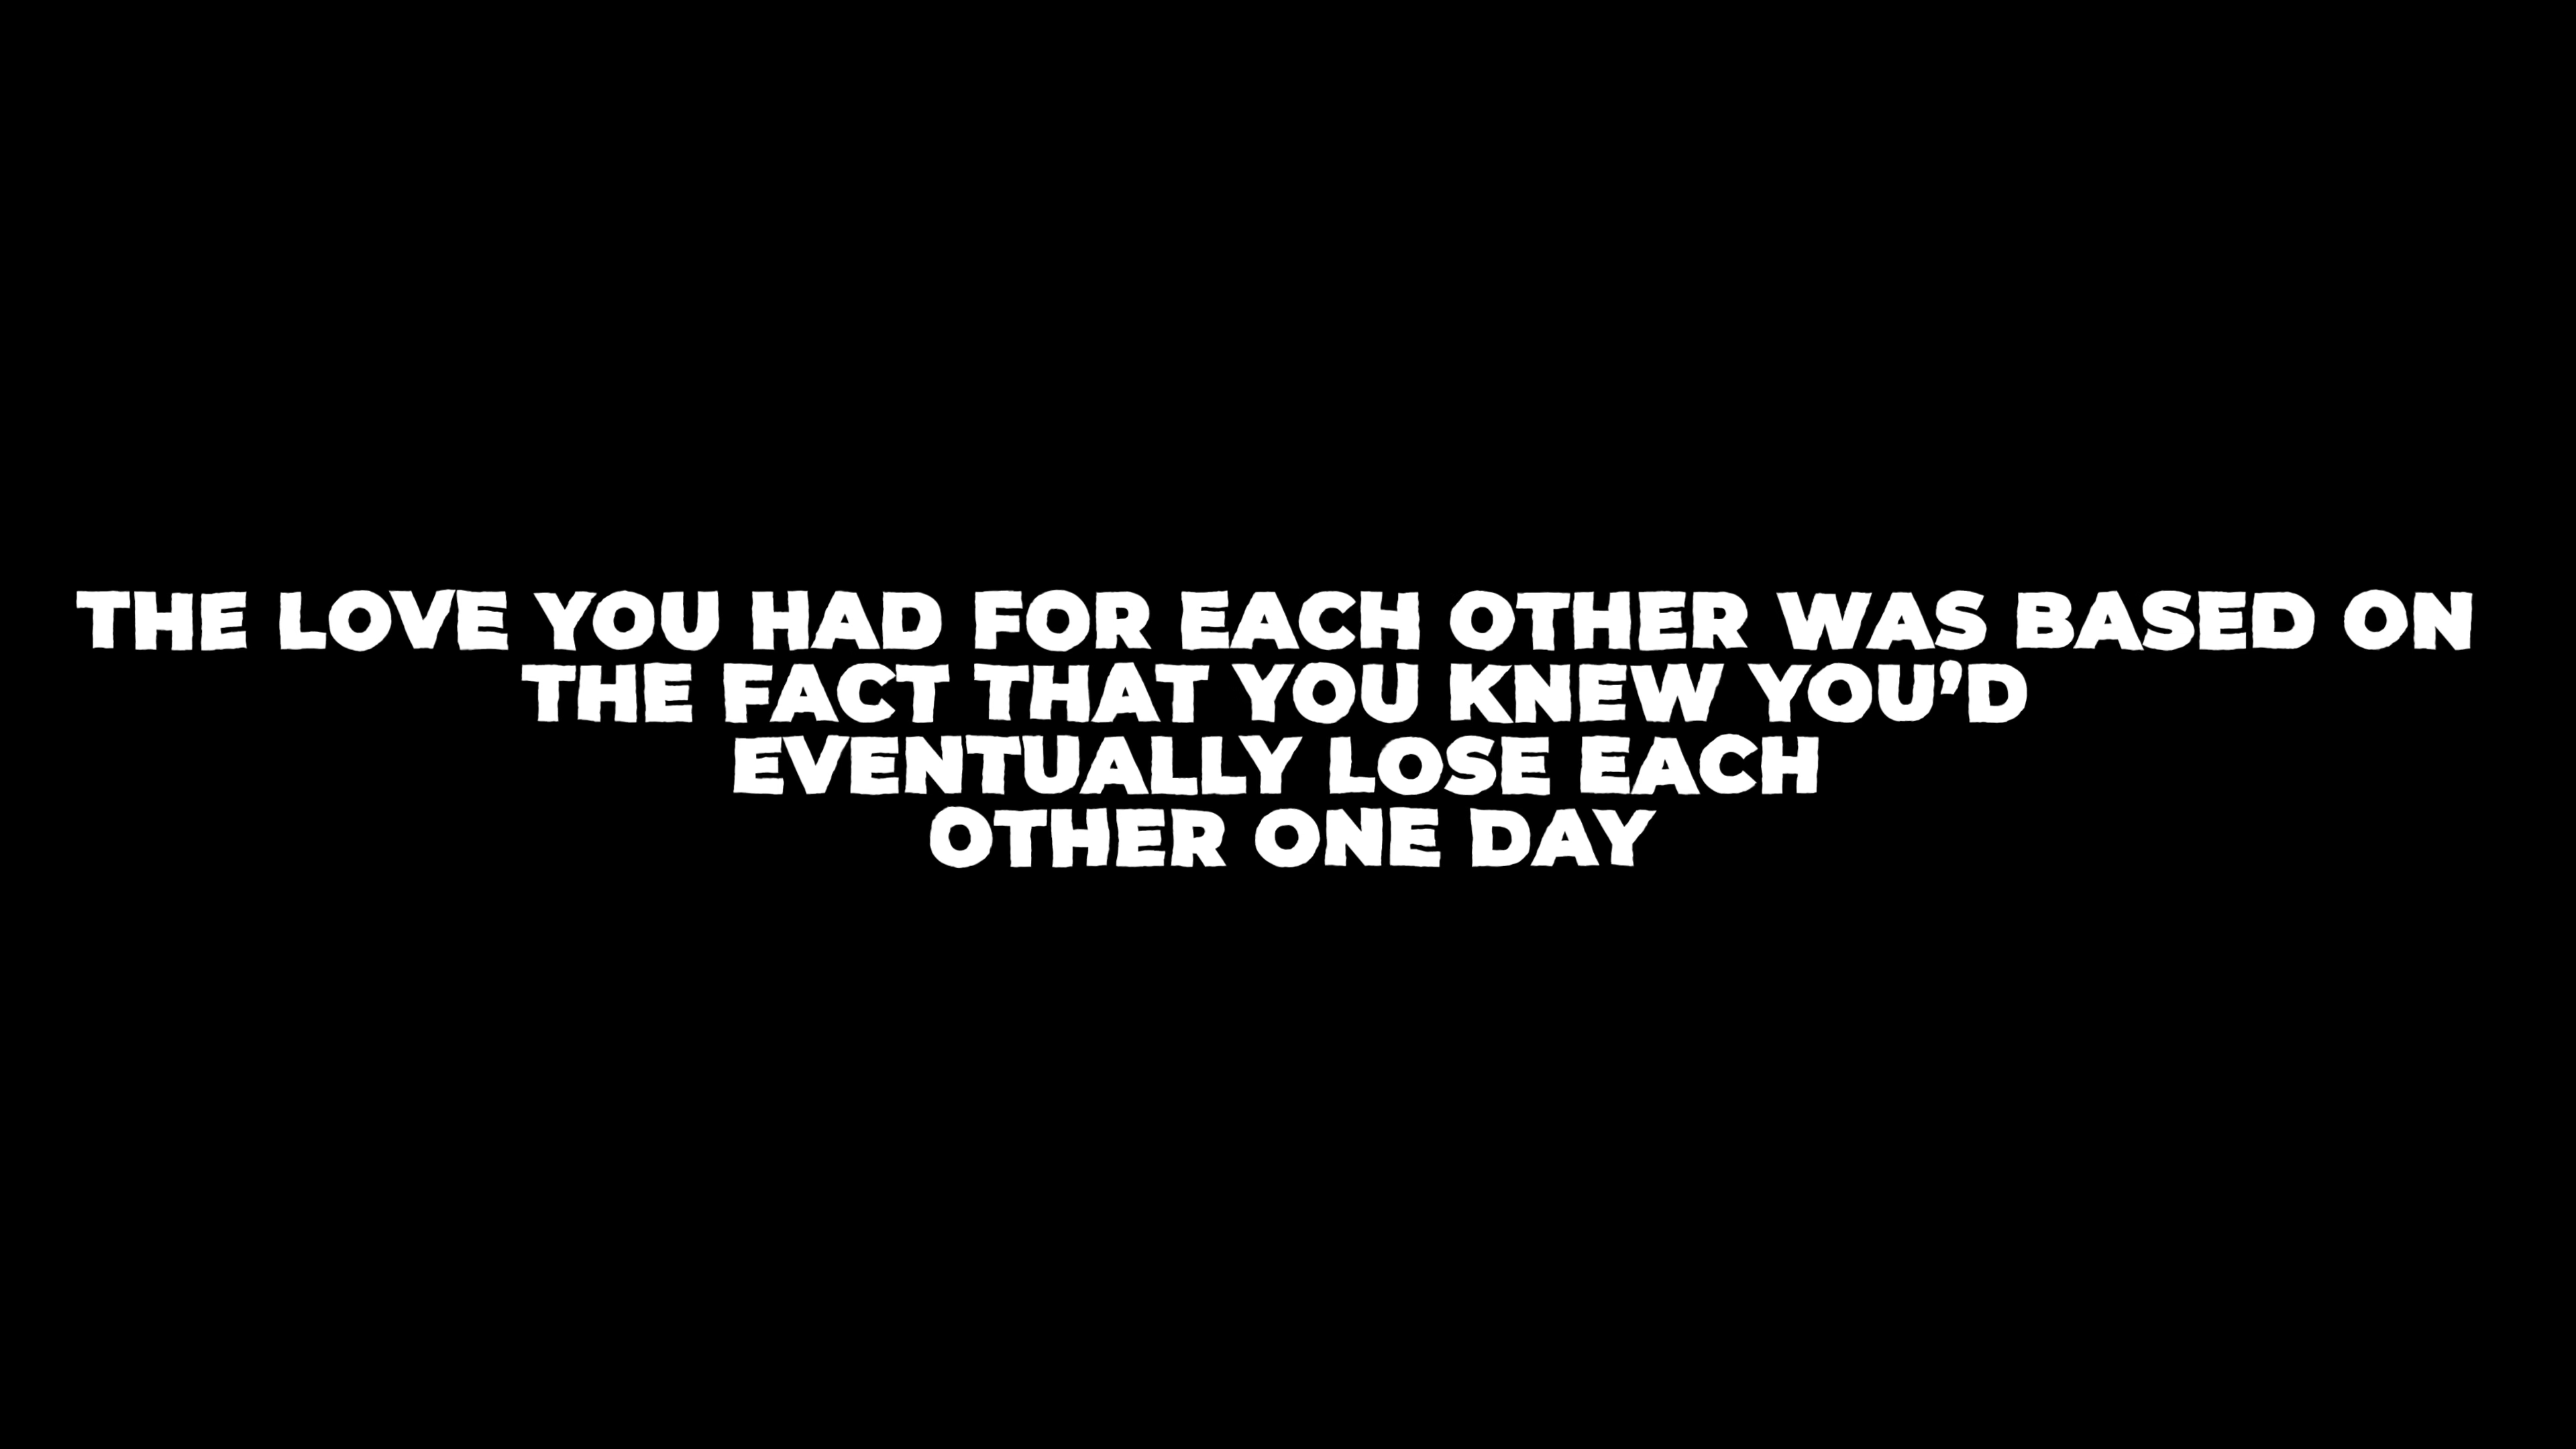 THE LOVE YOU HAD FOR EACH OTHER WAS BASED ON
THE FACT THAT YOU KNEW YOU’D
EVENTUALLY LOSE EACH
OTHER ONE DAY